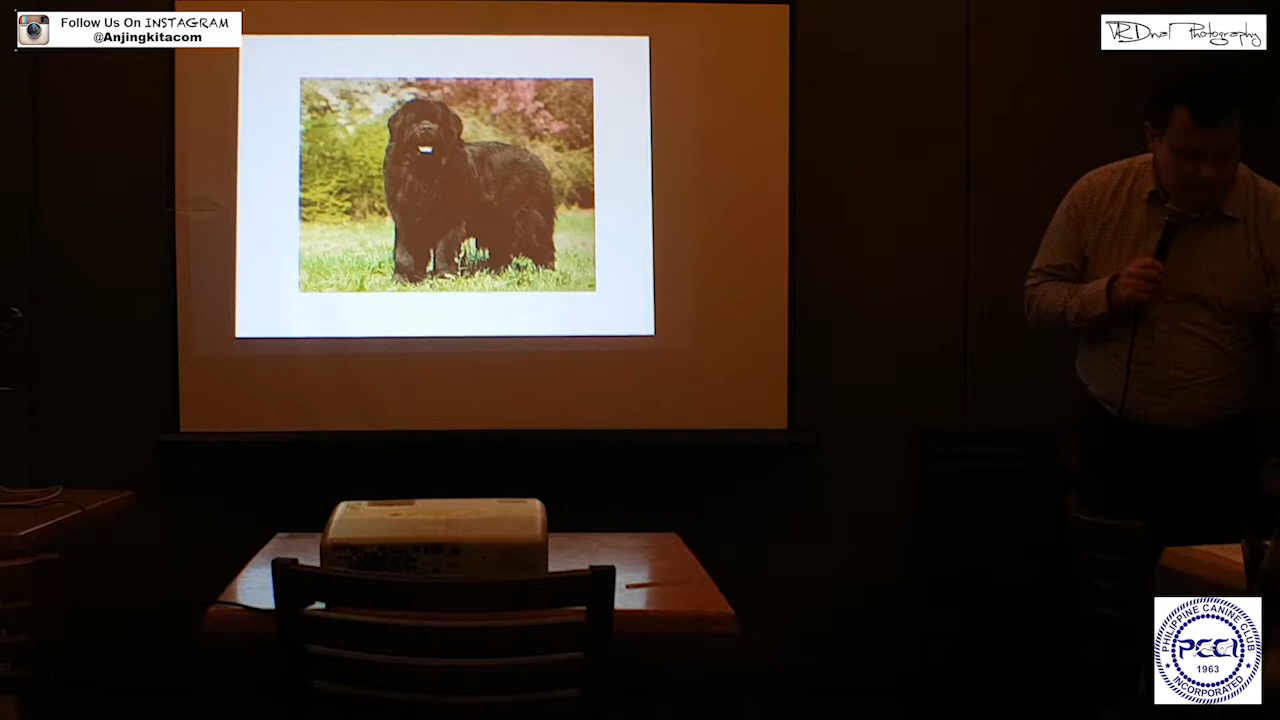 Follow Us On INSTAGRAM
@Anjingkitacom
VRDnal Photography
PHILIPPINE CANINE CLUB
PCCI
1963
INCORPORATED